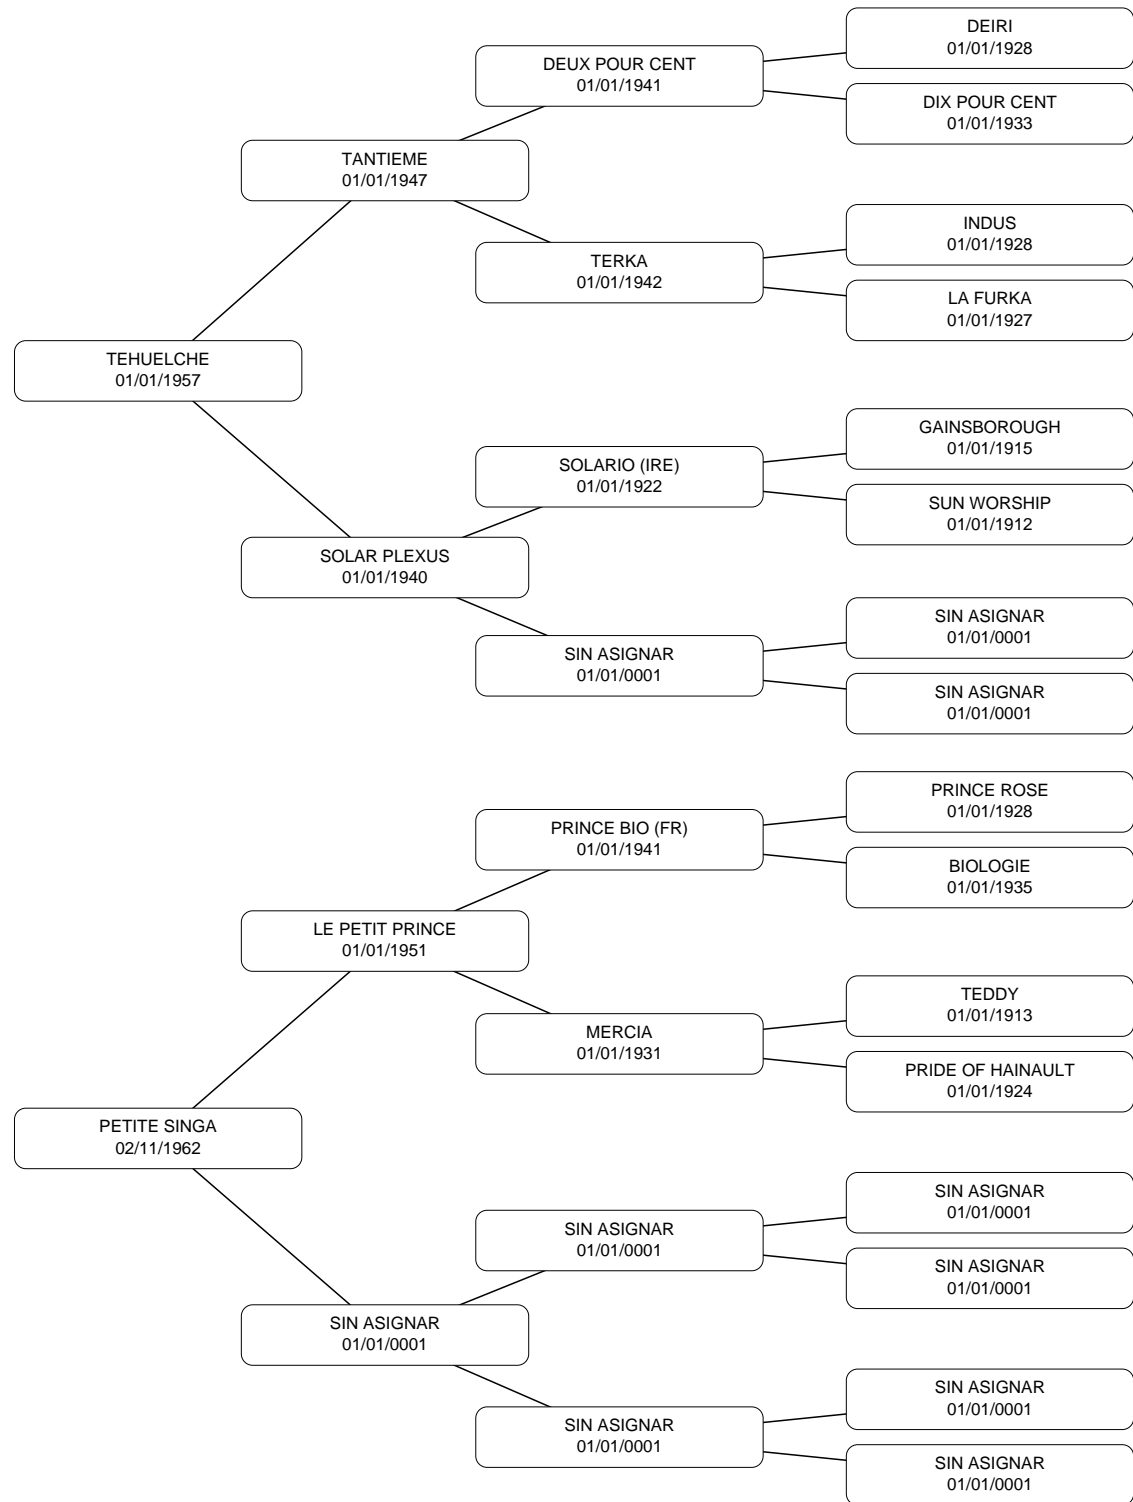 DEIRI
01/01/1928
DEUX POUR CENT
01/01/1941
DIX POUR CENT
01/01/1933
TANTIEME
01/01/1947
INDUS
01/01/1928
TERKA
01/01/1942
LA FURKA
01/01/1927
TEHUELCHE
01/01/1957
GAINSBOROUGH
01/01/1915
SOLARIO (IRE)
01/01/1922
SUN WORSHIP
01/01/1912
SOLAR PLEXUS
01/01/1940
SIN ASIGNAR
01/01/0001
SIN ASIGNAR
01/01/0001
SIN ASIGNAR
01/01/0001
PRINCE ROSE
01/01/1928
PRINCE BIO (FR)
01/01/1941
BIOLOGIE
01/01/1935
LE PETIT PRINCE
01/01/1951
TEDDY
01/01/1913
MERCIA
01/01/1931
PRIDE OF HAINAULT
01/01/1924
PETITE SINGA
02/11/1962
SIN ASIGNAR
01/01/0001
SIN ASIGNAR
01/01/0001
SIN ASIGNAR
01/01/0001
SIN ASIGNAR
01/01/0001
SIN ASIGNAR
01/01/0001
SIN ASIGNAR
01/01/0001
SIN ASIGNAR
01/01/0001